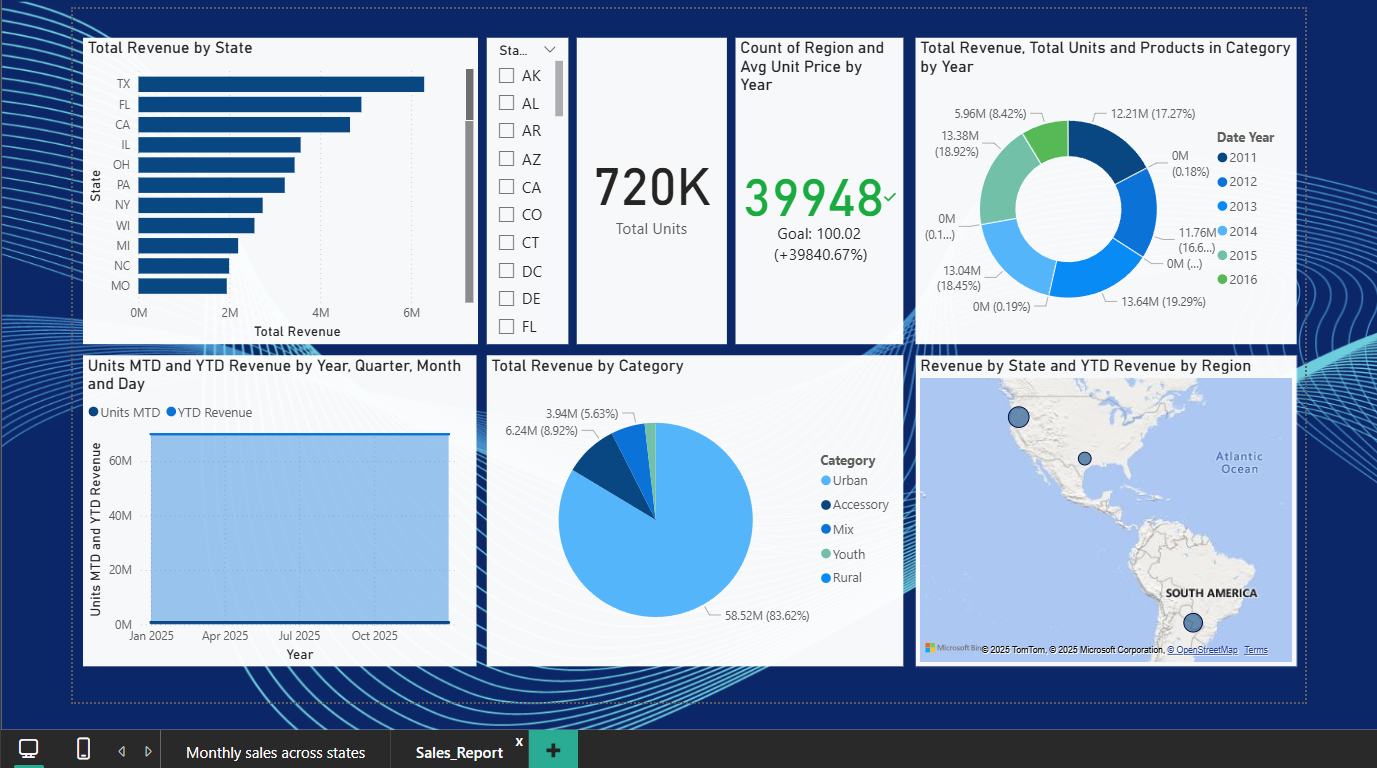 Total Revenue by State
State
TX
FL
CA
IL
OH
PA
NY
WI
MI
NC
MO
0M
2M
4M
6M
Total Revenue
Sta...
AK
AL
AR
AZ
CA
CO
CT
DC
DE
FL
720K
Total Units
Count of Region and
Avg Unit Price by
Year
39948
Goal: 100.02
(+39840.67%)
Total Revenue, Total Units and Products in Category
by Year
5.96M (8.42%)
12.21M (17.27%)
13.38M
(18.92%)
0M
(0.18%)
0M
(0.1...)
11.76M
(16.6...)
0M (...)
13.04M
(18.45%)
0M (0.19%)
13.64M (19.29%)
Date Year
2011
2012
2013
2014
2015
2016
Units MTD and YTD Revenue by Year, Quarter, Month
and Day
Units MTD
YTD Revenue
Units MTD and YTD Revenue
60M
40M
20M
0M
Jan 2025
Apr 2025
Jul 2025
Oct 2025
Year
Total Revenue by Category
3.94M (5.63%)
6.24M (8.92%)
58.52M (83.62%)
Category
Urban
Accessory
Mix
Youth
Rural
Revenue by State and YTD Revenue by Region
Atlantic
Ocean
SOUTH AMERICA
Microsoft Bin
© 2025 TomTom, © 2025 Microsoft Corporation, © OpenStreetMap Terms
Monthly sales across states
Sales_Report
x
+